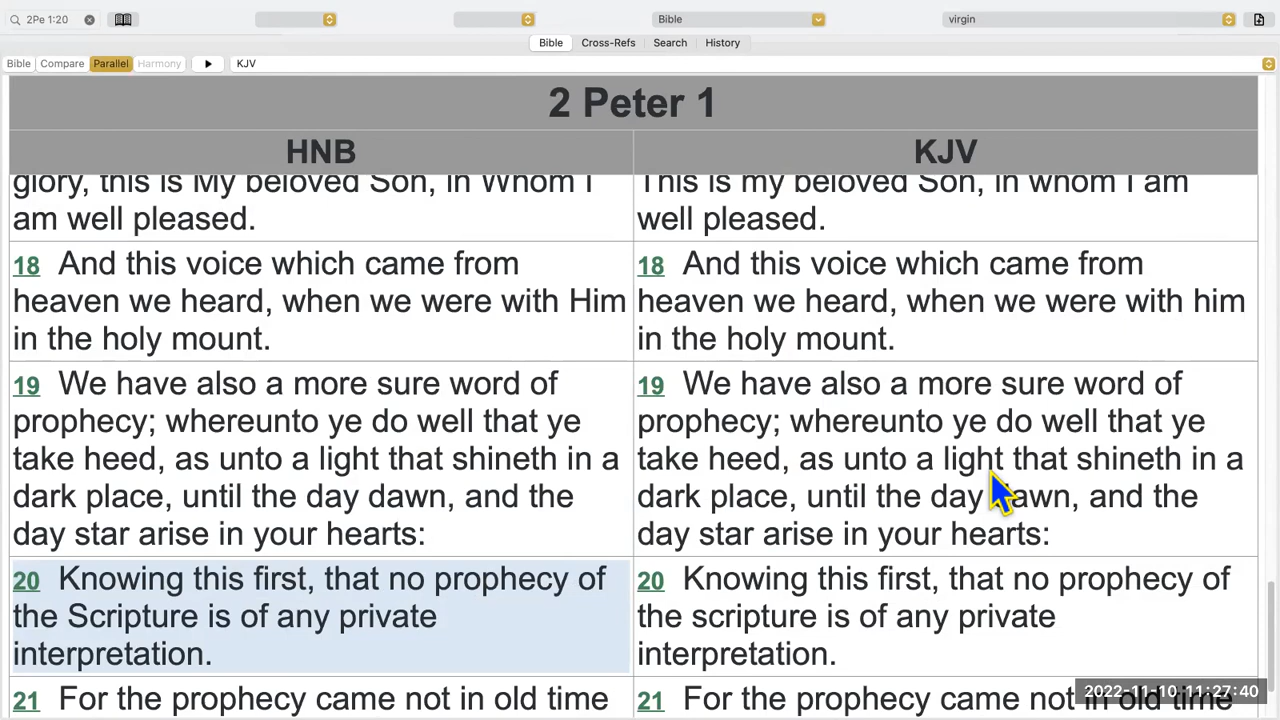 2Pe 1:20 Bible virgin
Bible Cross-Refs Search History
Bible Compare Parallel Harmony KJV
2 Peter 1
HNB KJV
glory, this is My beloved Son, in Whom I
am well pleased.
This is my beloved Son, in whom I am
well pleased.
18 And this voice which came from
heaven we heard, when we were with Him
in the holy mount.
18 And this voice which came from
heaven we heard, when we were with him
in the holy mount.
19 We have also a more sure word of
prophecy; whereunto ye do well that ye
take heed, as unto a light that shineth in a
dark place, until the day dawn, and the
day star arise in your hearts:
19 We have also a more sure word of
prophecy; whereunto ye do well that ye
take heed, as unto a light that shineth in a
dark place, until the day dawn, and the
day star arise in your hearts:
20 Knowing this first, that no prophecy of
the Scripture is of any private
interpretation.
20 Knowing this first, that no prophecy of
the scripture is of any private
interpretation.
21 For the prophecy came not in old time
21 For the prophecy came not in old time
2022-11-10 11:27:40